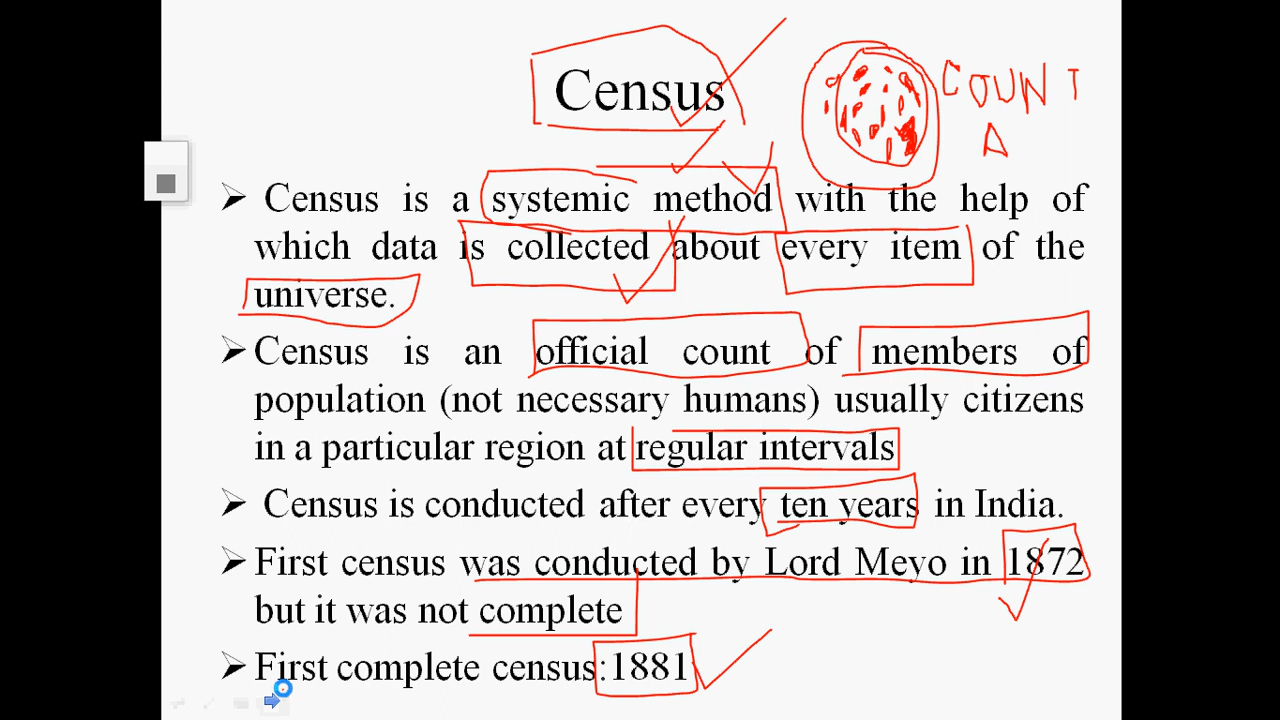 Census
COUNT
A
➢ Census is a systemic method with the help of
which data is collected about every item of the
universe.
➢ Census is an official count of members of
population (not necessary humans) usually citizens
in a particular region at regular intervals
➢ Census is conducted after every ten years in India.
➢ First census was conducted by Lord Meyo in 1872
but it was not complete
➢ First complete census:1881